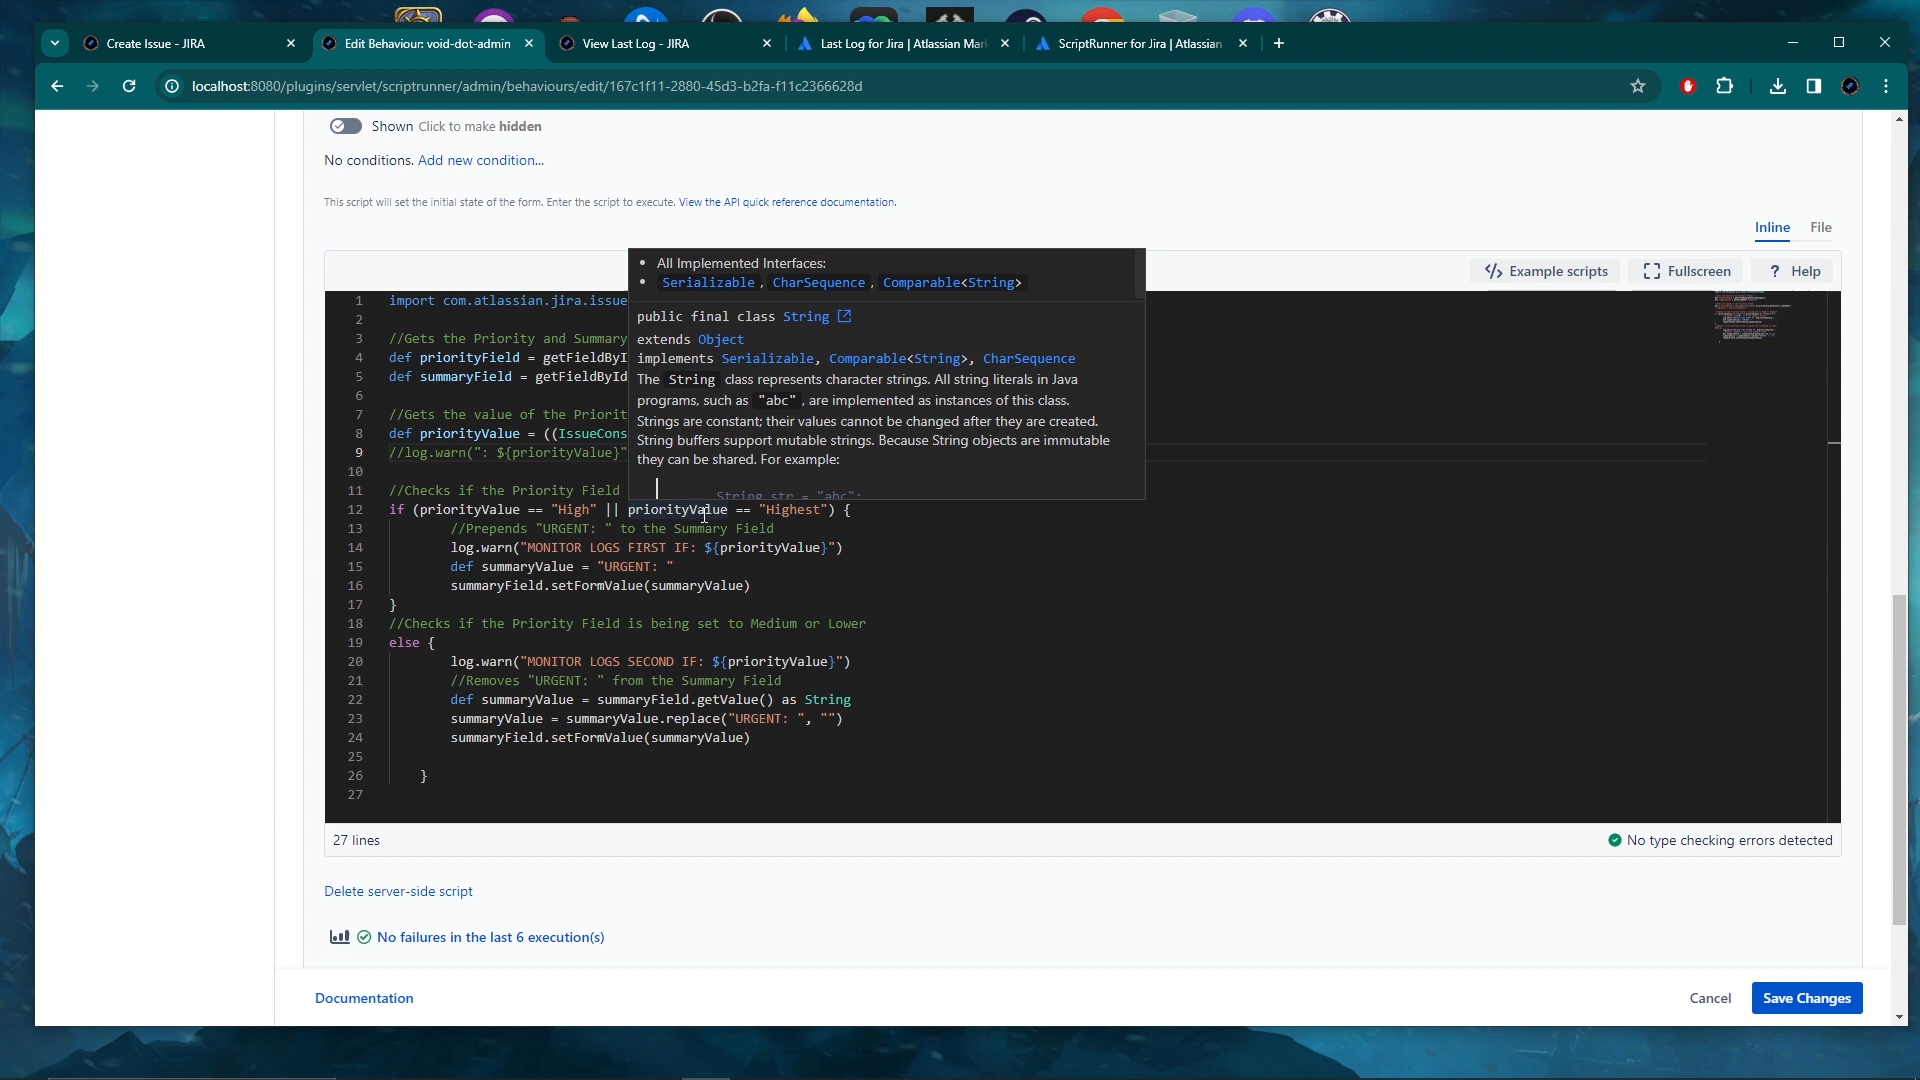 Create Issue - JIRA
Edit Behaviour: void-dot-admin
View Last Log - JIRA
Last Log for Jira | Atlassian Mar
ScriptRunner for Jira | Atlassian
localhost:8080/plugins/servlet/scriptrunner/admin/behaviours/edit/167c1f11-2880-45d3-b2fa-f11c2366628d
Shown Click to make hidden
No conditions. Add new condition...
This script will set the initial state of the form. Enter the script to execute. View the API quick reference documentation.
Inline File
Example scripts Fullscreen ? Help
• All Implemented Interfaces:
• Serializable, CharSequence, Comparable<String>
public final class String
extends Object
implements Serializable, Comparable<String>, CharSequence
The String class represents character strings. All string literals in Java
programs, such as "abc", are implemented as instances of this class.
Strings are constant; their values cannot be changed after they are created.
String buffers support mutable strings. Because String objects are immutable
they can be shared. For example:
String str = "abc";
1 import com.atlassian.jira.issue
2
3 //Gets the Priority and Summary
4 def priorityField = getFieldByI
5 def summaryField = getFieldById
6
7 //Gets the value of the Priorit
8 def priorityValue = ((IssueCons
9 //log.warn(": ${priorityValue}"
10
11 //Checks if the Priority Field
12 if (priorityValue == "High" || priorityValue == "Highest") {
13 //Prepends "URGENT: " to the Summary Field
14 log.warn("MONITOR LOGS FIRST IF: ${priorityValue}")
15 def summaryValue = "URGENT: "
16 summaryField.setFormValue(summaryValue)
17 }
18 //Checks if the Priority Field is being set to Medium or Lower
19 else {
20 log.warn("MONITOR LOGS SECOND IF: ${priorityValue}")
21 //Removes "URGENT: " from the Summary Field
22 def summaryValue = summaryField.getValue() as String
23 summaryValue = summaryValue.replace("URGENT: ", "")
24 summaryField.setFormValue(summaryValue)
25
26 }
27
27 lines
No type checking errors detected
Delete server-side script
No failures in the last 6 execution(s)
Documentation
Cancel
Save Changes